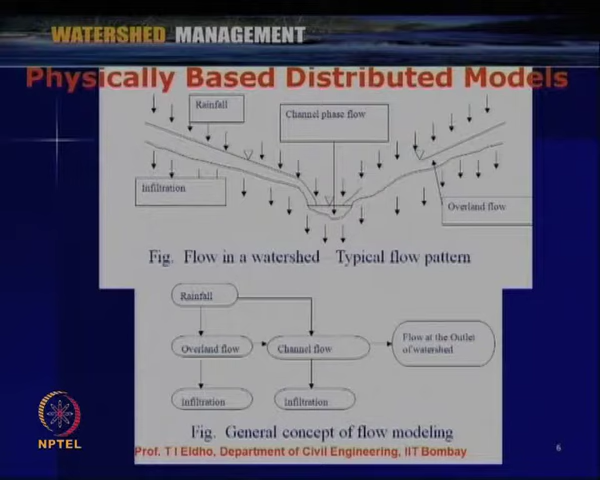 WATERSHED MANAGEMENT
Physically Based Distributed Models
Rainfall
Channel phase flow
Infiltration
Overland flow
Fig. Flow in a watershed Typical flow pattern
Rainfall
Overland flow
Channel flow
Flow at the Outlet
of watershed
Infiltration
Infiltration
Fig. General concept of flow modeling
NPTEL
Prof. T I Eldho, Department of Civil Engineering, IIT Bombay
6